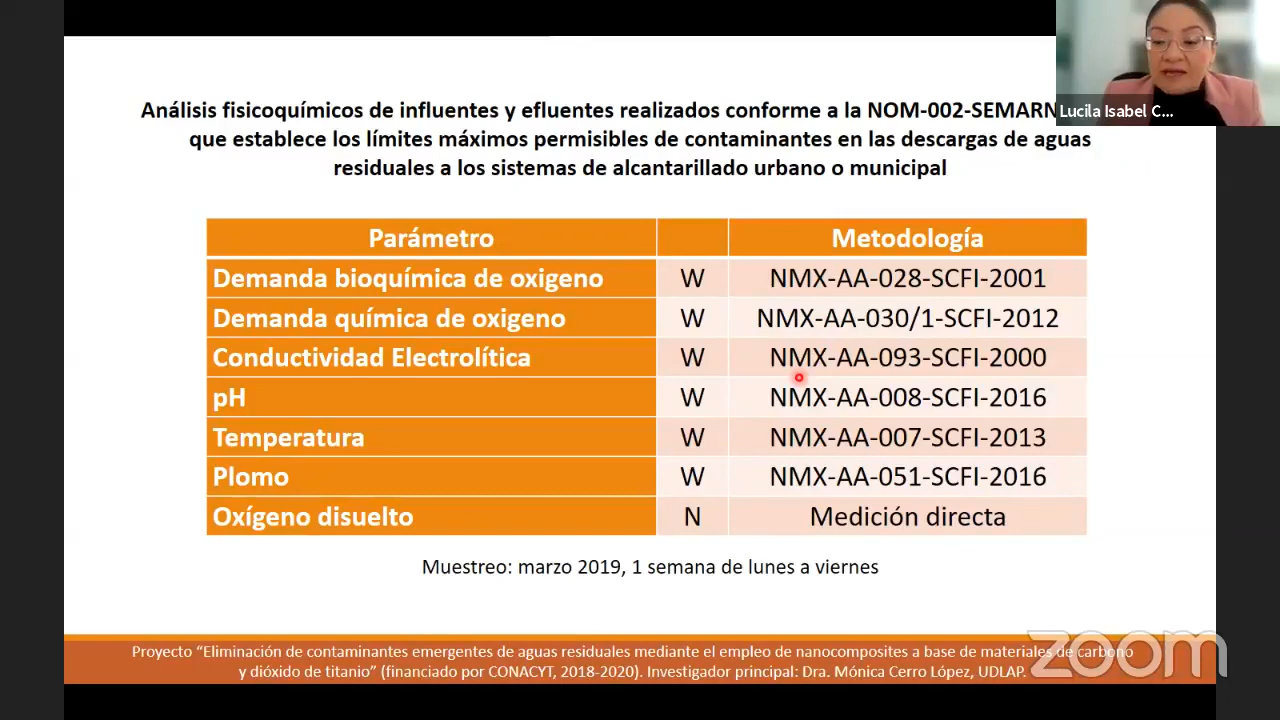 Análisis fisicoquímicos de influentes y efluentes realizados conforme a la NOM-002-SEMARN
que establece los límites máximos permisibles de contaminantes en las descargas de aguas
residuales a los sistemas de alcantarillado urbano o municipal
Lucila Isabel C...
Parámetro Metodología
Demanda bioquímica de oxigeno W NMX-AA-028-SCFI-2001
Demanda química de oxigeno W NMX-AA-030/1-SCFI-2012
Conductividad Electrolítica W NMX-AA-093-SCFI-2000
pH W NMX-AA-008-SCFI-2016
Temperatura W NMX-AA-007-SCFI-2013
Plomo W NMX-AA-051-SCFI-2016
Oxígeno disuelto N Medición directa
Muestreo: marzo 2019, 1 semana de lunes a viernes
Proyecto “Eliminación de contaminantes emergentes de aguas residuales mediante el empleo de nanocomposites a base de materiales de carbono
y dióxido de titanio” (financiado por CONACYT, 2018-2020). Investigador principal: Dra. Mónica Cerro López, UDLAP.
zoom